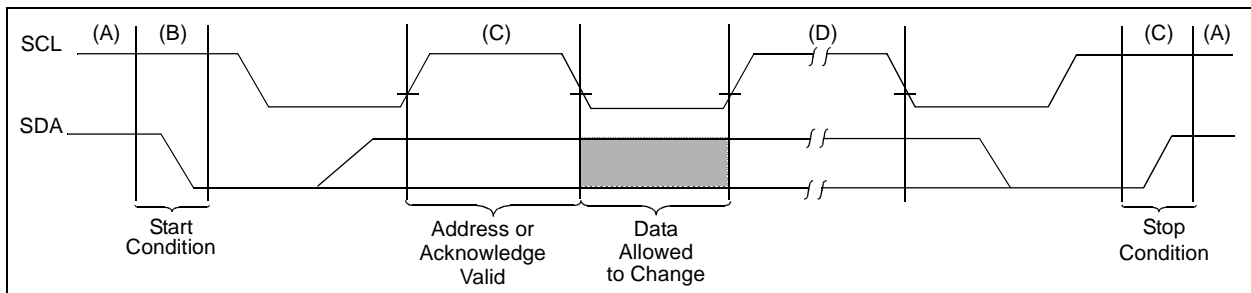 SCL (A) (B) (C) (D) (C) (A)
SDA
Start
Condition
Address or
Acknowledge
Valid
Data
Allowed
to Change
Stop
Condition